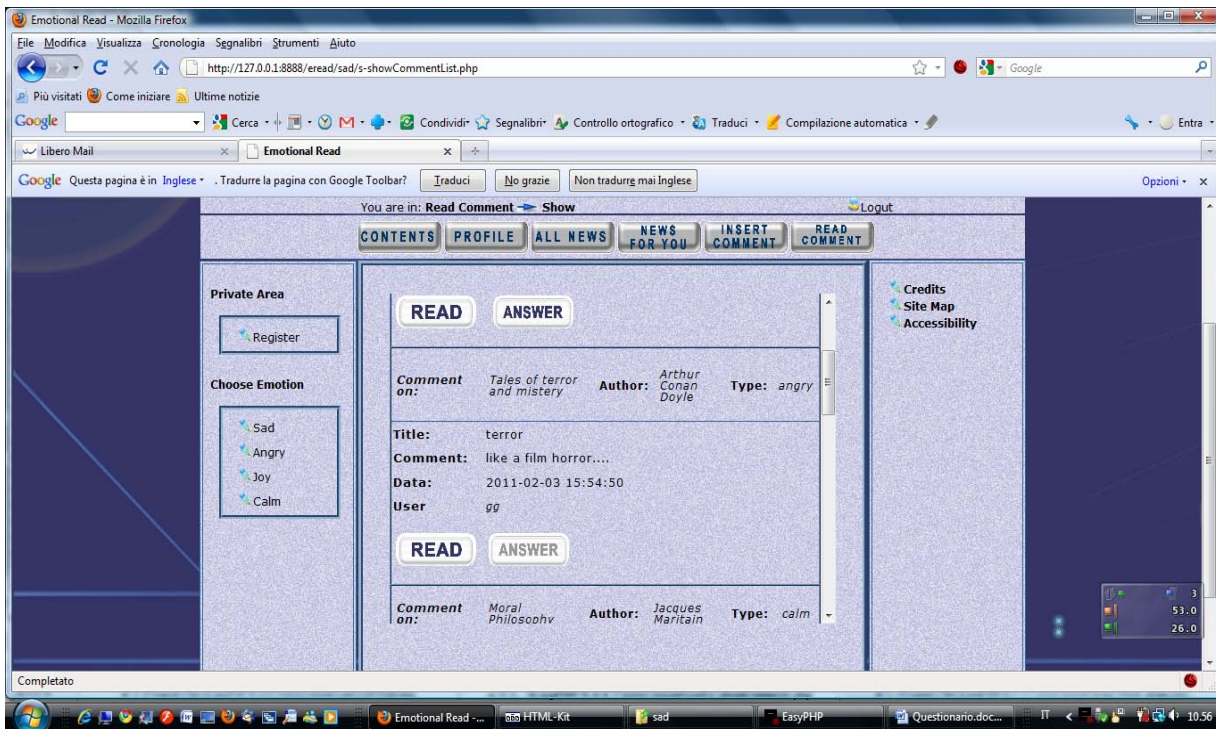 Emotional Read - Mozilla Firefox
File Modifica Visualizza Cronologia Segnalibri Strumenti Aiuto
http://127.0.0.1:8888/eread/sad/s-showCommentList.php
Google
Più visitati Come iniziare Ultime notizie
Google Cerca Condividi Segnalibri Controllo ortografico Traduci Compilazione automatica Entra
Libero Mail Emotional Read
Google Questa pagina è in Inglese . Tradurre la pagina con Google Toolbar? Traduci No grazie Non tradurre mai Inglese Opzioni x
You are in: Read Comment Show Logut
CONTENTS PROFILE ALL NEWS NEWS FOR YOU INSERT COMMENT READ COMMENT
Private Area
Register
Choose Emotion
Sad
Angry
Joy
Calm
READ ANSWER
Comment on: Tales of terror and mistery Author: Arthur Conan Doyle Type: angry
Title: terror
Comment: like a film horror....
Data: 2011-02-03 15:54:50
User gg
READ ANSWER
Comment on: Moral Philosophy Author: Jacques Maritain Type: calm
Credits
Site Map
Accessibility
3
53.0
26.0
Completato
Emotional Read -... HTML-Kit sad EasyPHP Questionario.doc... IT 10.56